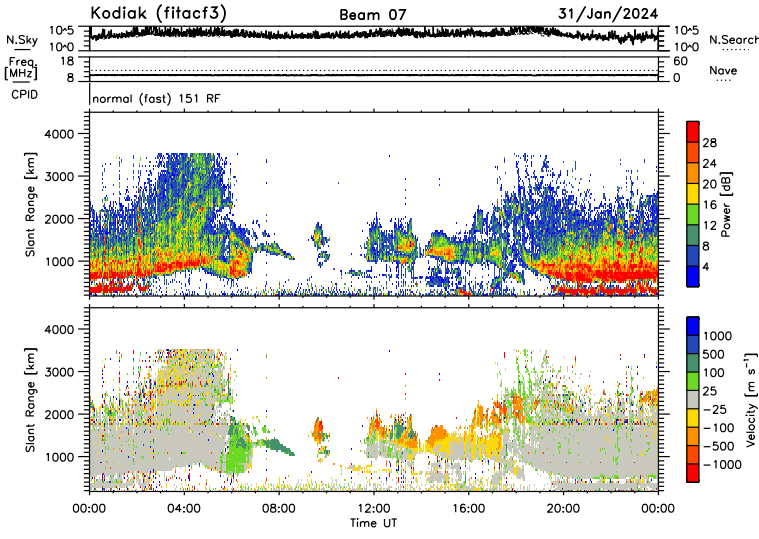 Kodiak (fitacf3) Beam 07 31/Jan/2024
N.Sky 10^5 10^0 10^5 10^0 N.Search
Freq. [MHz] 18 8 60 0 Nave
CPID normal (fast) 151 RF
Slant Range [km] 4000 3000 2000 1000
Power [dB] 28 24 20 16 12 8 4
Slant Range [km] 4000 3000 2000 1000
Velocity [m s^-1] 1000 500 100 25 -25 -100 -500 -1000
00:00 04:00 08:00 12:00 16:00 20:00 00:00
Time UT